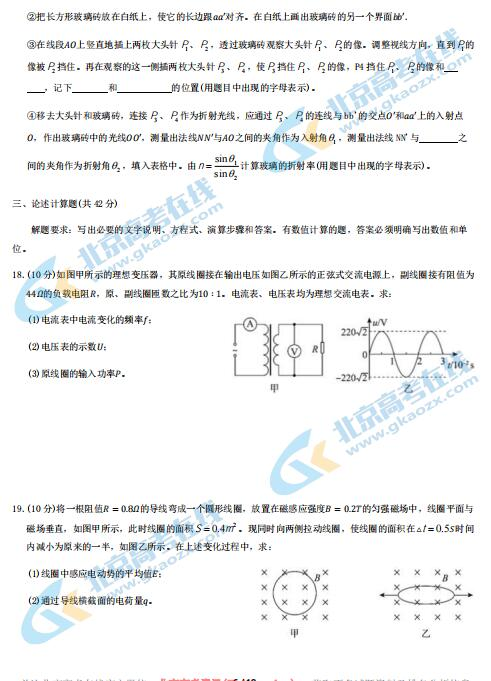 ②把长方形玻璃砖放在白纸上，使它的长边跟aa′对齐。在白纸上画出玻璃砖的另一个界面bb′.
③在线段AO上竖直地插上两枚大头针P₁、P₂，透过玻璃砖观察大头针P₁、P₂的像。调整视线方向，直到P₁的
像被P₂挡住。再在观察的这一侧插两枚大头针P₃、P₄，使P₃挡住P₁、P₂的像，P4挡住P₁、P₂的像和___
___，记下______和________的位置(用题目中出现的字母表示)。
④移去大头针和玻璃砖，连接P₃、P₄作为折射光线，应通过P₃、P₄的连线与bb′的交点O′和aa′上的入射点
O，作出玻璃砖中的光线OO′，测量出法线NN′与AO之间的夹角作为入射角θ₁，测量出法线NN′与______之
间的夹角作为折射角θ₂，填入表格中。由n=sinθ₁/sinθ₂计算玻璃的折射率(用题目中出现的字母表示)。
三、论述计算题(共42分)
解题要求：写出必要的文字说明、方程式、演算步骤和答案。有数值计算的题，答案必须明确写出数值和单
位。
18.(10分)如图甲所示的理想变压器，其原线圈接在输出电压如图乙所示的正弦式交流电源上，副线圈接有阻值为
44Ω的负载电阻R，原、副线圈匝数之比为10∶1。电流表、电压表均为理想交流电表。求：
(1)电流表中电流变化的频率f；
(2)电压表的示数U；
(3)原线圈的输入功率P。
A
V
R
甲
u/V
220√2
0
-220√2
1
2
3
t/10⁻² s
乙
19.(10分)将一根阻值R = 0.8Ω的导线弯成一个圆形线圈，放置在磁感应强度B = 0.2T的匀强磁场中，线圈平面与
磁场垂直，如图甲所示，此时线圈的面积S=0.4m²。现同时向两侧拉动线圈，使线圈的面积在△t=0.5s时间
内减小为原来的一半，如图乙所示。在上述变化过程中，求：
(1)线圈中感应电动势的平均值E；
(2)通过导线横截面的电荷量q。
B
甲
B
乙
北京高考在线
www.gkaozx.com
北京高考在线
www.gkaozx.com
北京高考在线
www.gkaozx.com